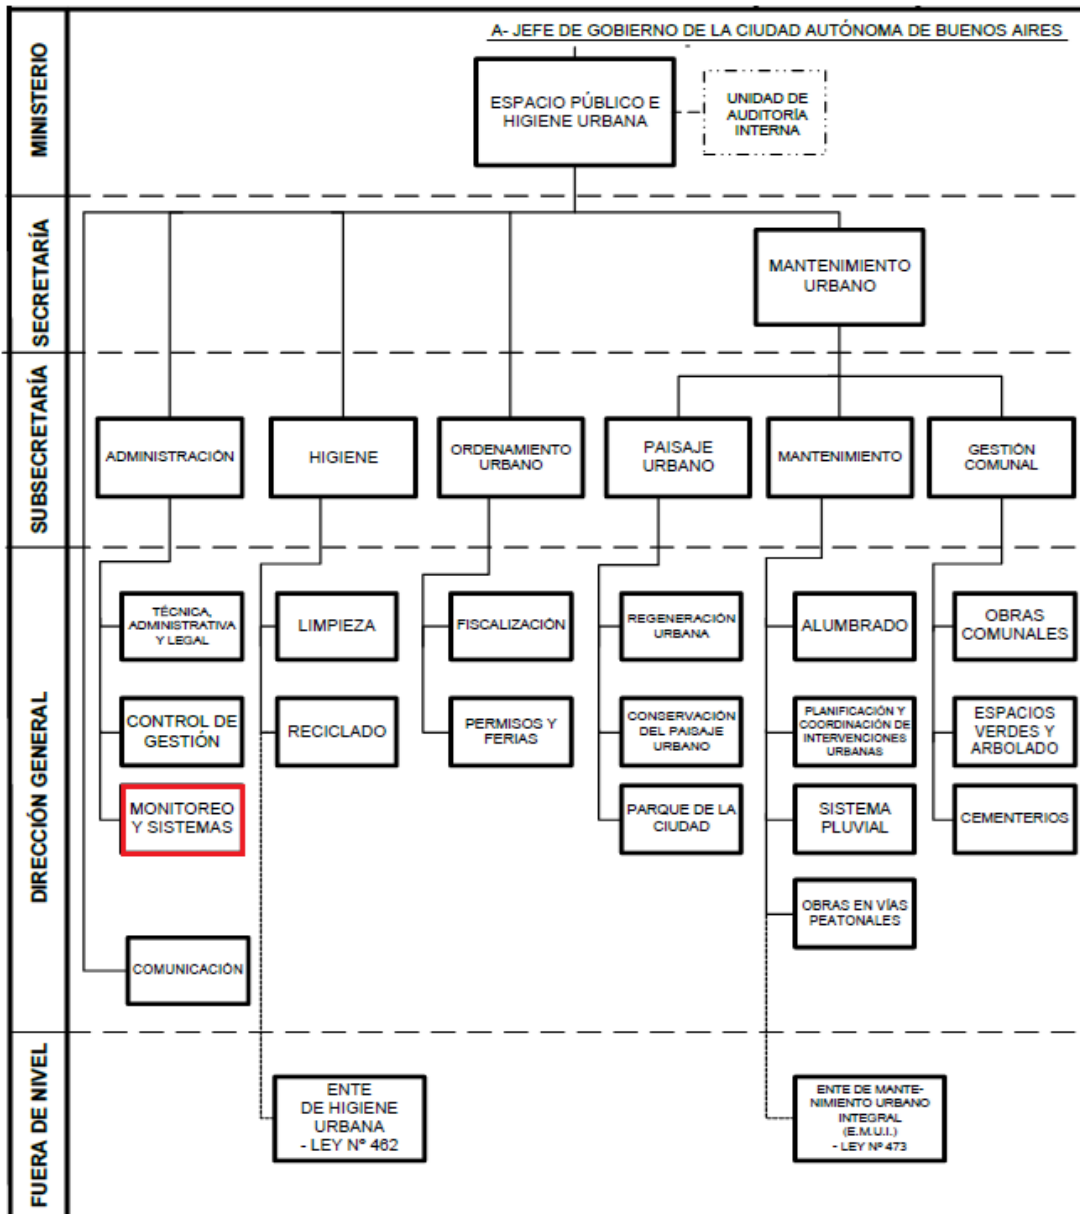 A- JEFE DE GOBIERNO DE LA CIUDAD AUTÓNOMA DE BUENOS AIRES
MINISTERIO
ESPACIO PÚBLICO E
HIGIENE URBANA
UNIDAD DE
AUDITORÍA
INTERNA
SECRETARÍA
MANTENIMIENTO
URBANO
SUBSECRETARÍA
ADMINISTRACIÓN
HIGIENE
ORDENAMIENTO
URBANO
PAISAJE
URBANO
MANTENIMIENTO
GESTIÓN
COMUNAL
DIRECCIÓN GENERAL
TÉCNICA,
ADMINISTRATIVA
Y LEGAL
LIMPIEZA
FISCALIZACIÓN
REGENERACIÓN
URBANA
ALUMBRADO
OBRAS
COMUNALES
CONTROL DE
GESTIÓN
RECICLADO
PERMISOS Y
FERIAS
CONSERVACIÓN
DEL PAISAJE
URBANO
PLANIFICACIÓN Y
COORDINACIÓN DE
INTERVENCIONES
URBANAS
ESPACIOS
VERDES Y
ARBOLADO
MONITOREO
Y SISTEMAS
PARQUE DE LA
CIUDAD
SISTEMA
PLUVIAL
CEMENTERIOS
OBRAS EN VÍAS
PEATONALES
COMUNICACIÓN
FUERA DE NIVEL
ENTE
DE HIGIENE
URBANA
- LEY Nº 462
ENTE DE MANTE-
NIMIENTO URBANO
INTEGRAL
(E.M.U.I.)
- LEY Nº 473